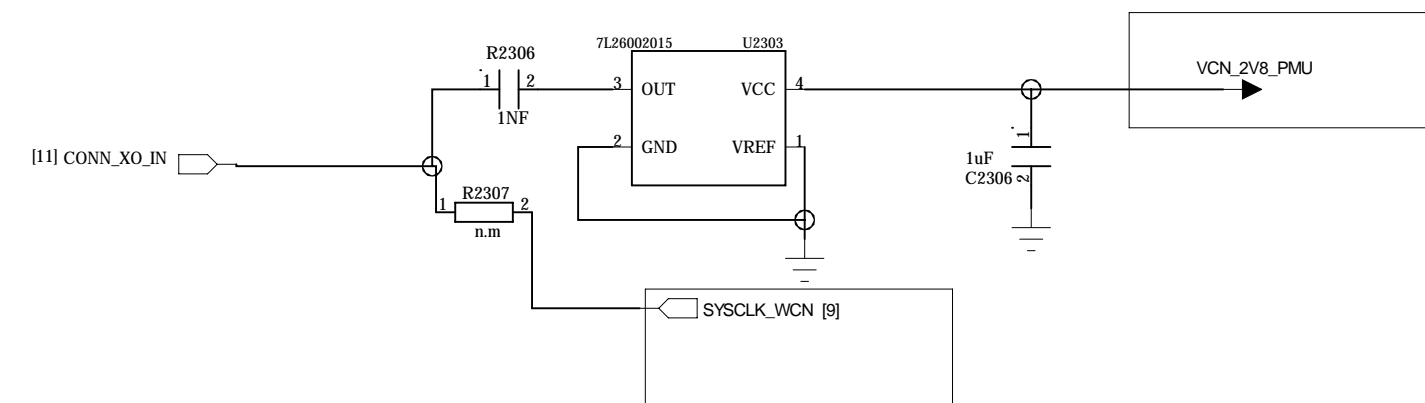 7L26002015 U2303
R2306
1 2
1NF
3 OUT VCC 4
VCN_2V8_PMU
2 GND VREF 1
[11] CONN_XO_IN
1
1uF
C2306 2
R2307
1 2
n.m
SYSCLK_WCN [9]